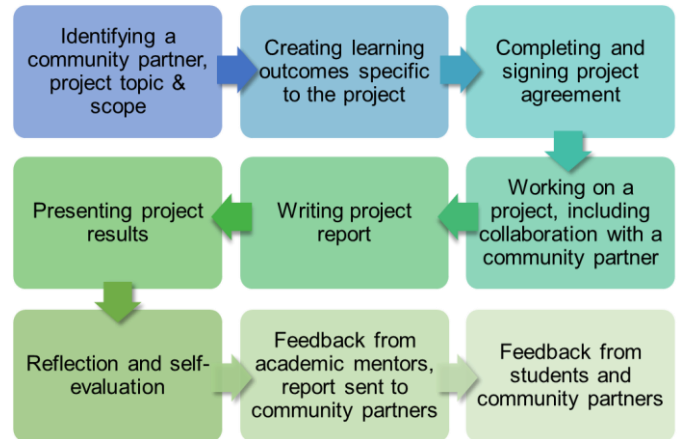 Identifying a
community partner,
project topic &
scope
Creating learning
outcomes specific
to the project
Completing and
signing project
agreement
Working on a
project, including
collaboration with a
community partner
Writing project
report
Presenting project
results
Reflection and self-
evaluation
Feedback from
academic mentors,
report sent to
community partners
Feedback from
students and
community partners